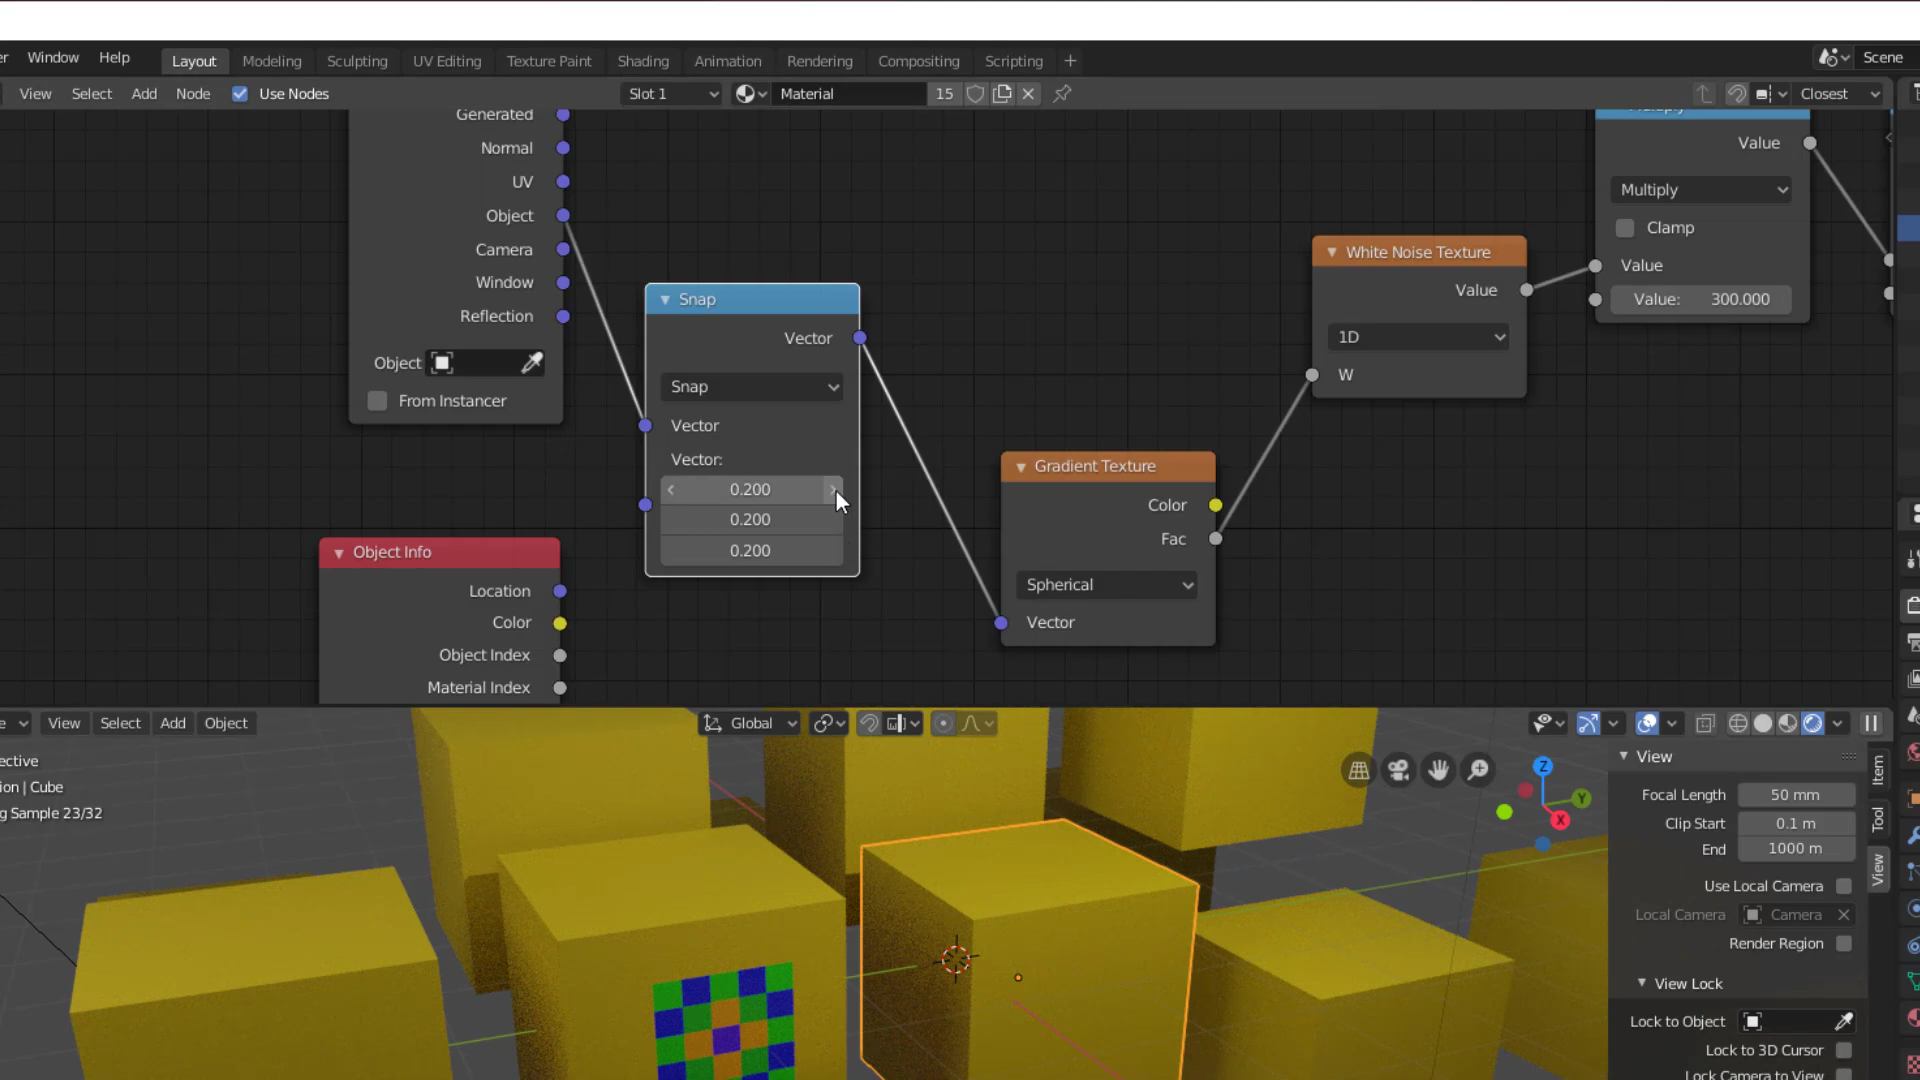 er Window Help Layout Modeling Sculpting UV Editing Texture Paint Shading Animation Rendering Compositing Scripting + Scene
View Select Add Node Use Nodes Slot 1 Material 15 Closest
Generated
Normal
UV
Object
Camera
Window
Reflection
Object
From Instancer
Snap
Vector
Snap
Vector
Vector:
0.200
0.200
0.200
Object Info
Location
Color
Object Index
Material Index
Gradient Texture
Color
Fac
Spherical
Vector
White Noise Texture
Value
1D
W
Multiply
Value
Multiply
Clamp
Value
Value: 300.000
e View Select Add Object Global
ective
ion | Cube
g Sample 23/32
Z
Y
X
View
Focal Length 50 mm
Clip Start 0.1 m
End 1000 m
Use Local Camera
Local Camera Camera
Render Region
View Lock
Lock to Object
Lock to 3D Cursor
Lock Camera to View
Item
Tool
View